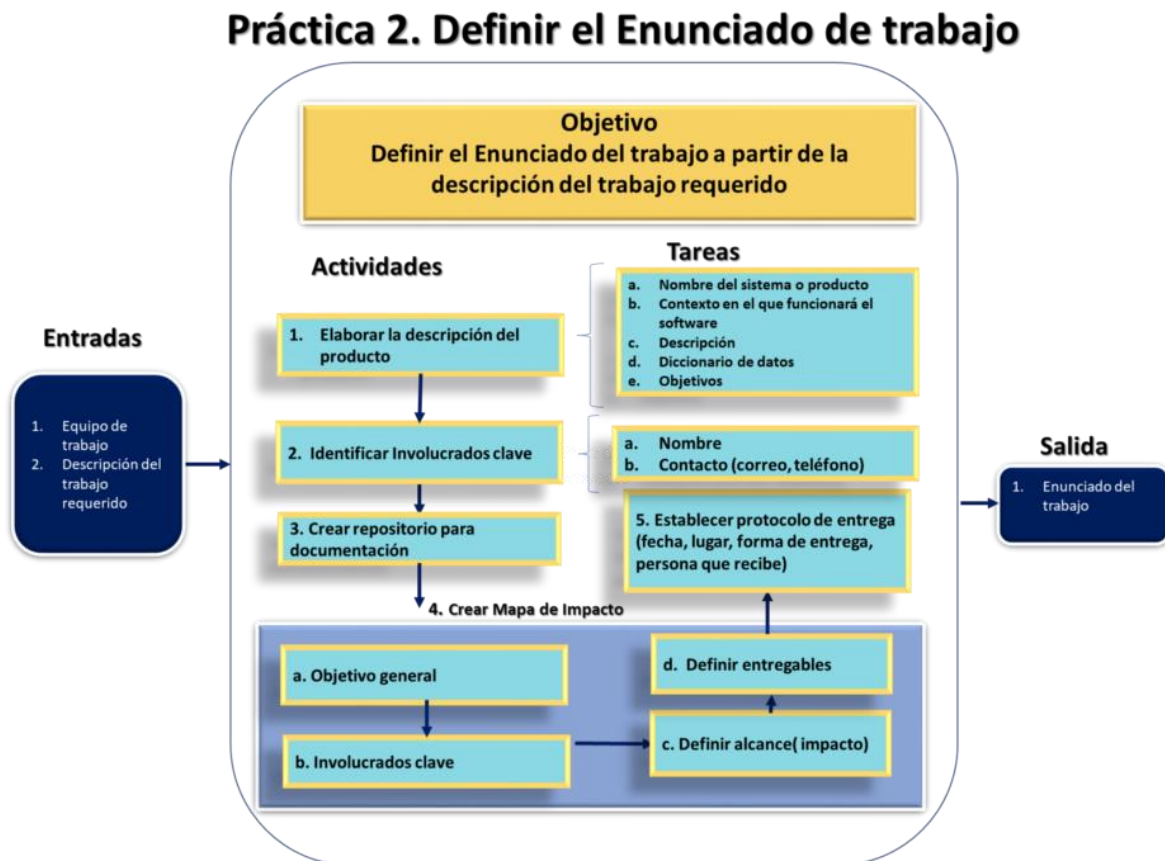 Práctica 2. Definir el Enunciado de trabajo
Objetivo
Definir el Enunciado del trabajo a partir de la
descripción del trabajo requerido
Entradas
1. Equipo de
trabajo
2. Descripción del
trabajo
requerido
Actividades
1. Elaborar la descripción del
producto
2. Identificar Involucrados clave
3. Crear repositorio para
documentación
Tareas
a. Nombre del sistema o producto
b. Contexto en el que funcionará el
software
c. Descripción
d. Diccionario de datos
e. Objetivos
a. Nombre
b. Contacto (correo, teléfono)
4. Crear Mapa de Impacto
a. Objetivo general
b. Involucrados clave
c. Definir alcance( impacto)
d. Definir entregables
5. Establecer protocolo de entrega
(fecha, lugar, forma de entrega,
persona que recibe)
Salida
1. Enunciado del
trabajo